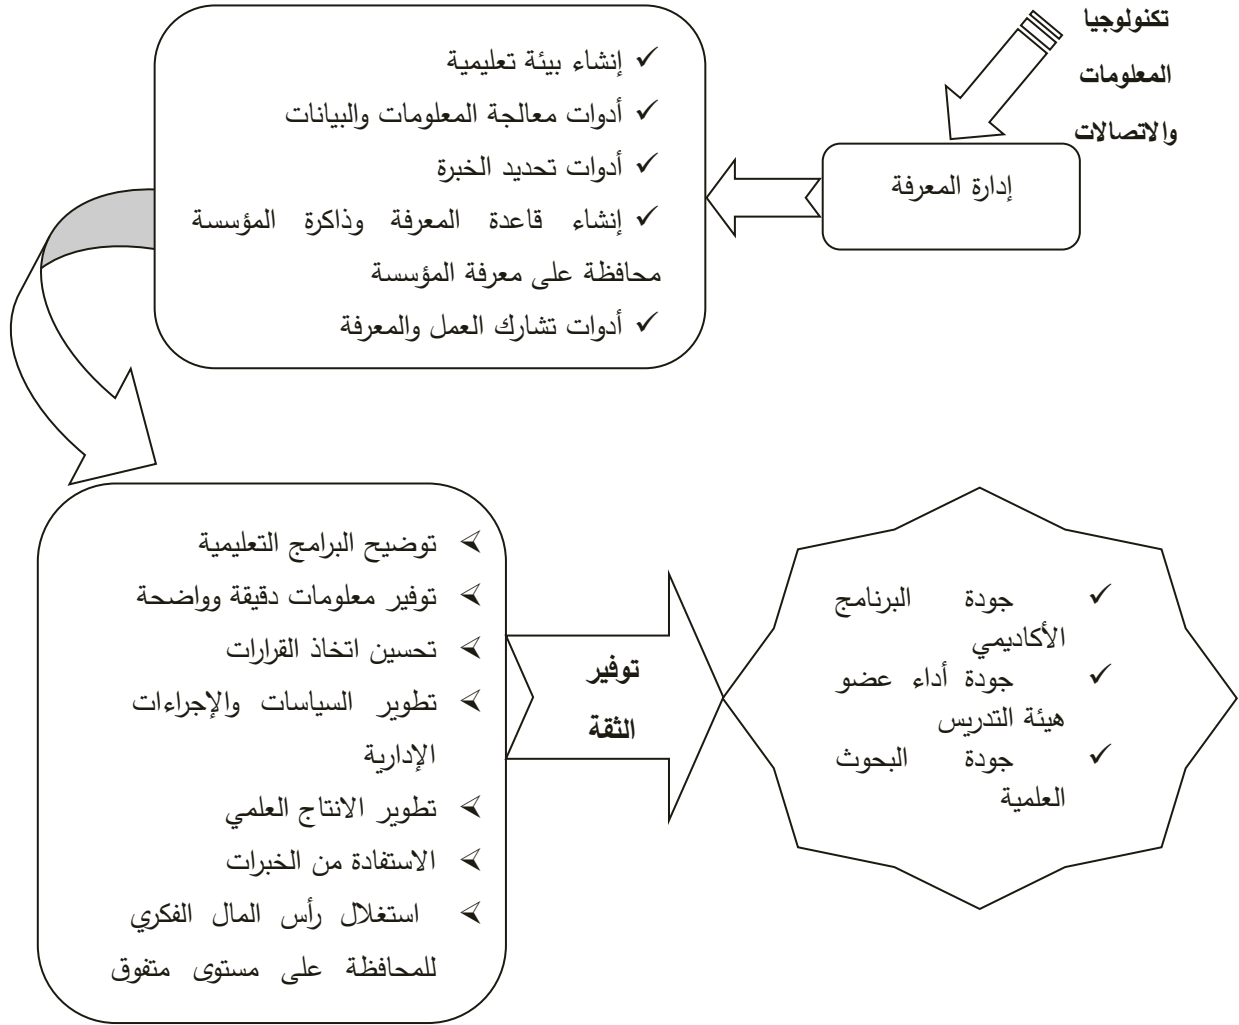 تكنولوجيا
المعلومات
والاتصالات
إدارة المعرفة
✓ إنشاء بيئة تعليمية
✓ أدوات معالجة المعلومات والبيانات
✓ أدوات تحديد الخبرة
✓ إنشاء قاعدة المعرفة وذاكرة المؤسسة
محافظة على معرفة المؤسسة
✓ أدوات تشارك العمل والمعرفة
⮚ توضيح البرامج التعليمية
⮚ توفير معلومات دقيقة وواضحة
⮚ تحسين اتخاذ القرارات
⮚ تطوير السياسات والإجراءات
الإدارية
⮚ تطوير الانتاج العلمي
⮚ الاستفادة من الخبرات
⮚ استغلال رأس المال الفكري
للمحافظة على مستوى متفوق
توفير
الثقة
✓ جودة البرنامج
الأكاديمي
✓ جودة أداء عضو
هيئة التدريس
✓ جودة البحوث
العلمية